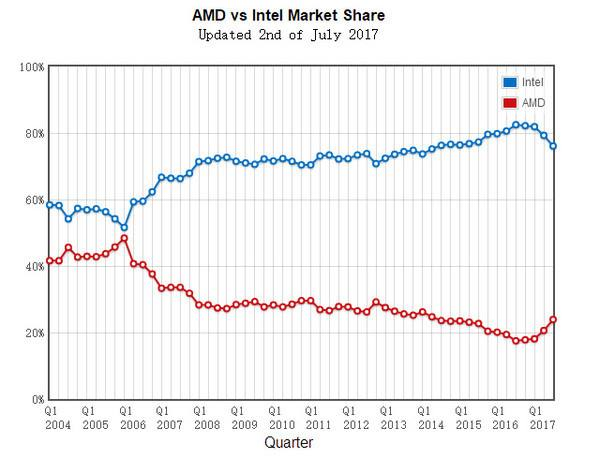 AMD vs Intel Market Share
Updated 2nd of July 2017
100%
Intel
AMD
80%
60%
40%
20%
0%
Q1 Q1 Q1 Q1 Q1 Q1 Q1 Q1 Q1 Q1 Q1 Q1 Q1 Q1
2004 2005 2006 2007 2008 2009 2010 2011 2012 2013 2014 2015 2016 2017
Quarter